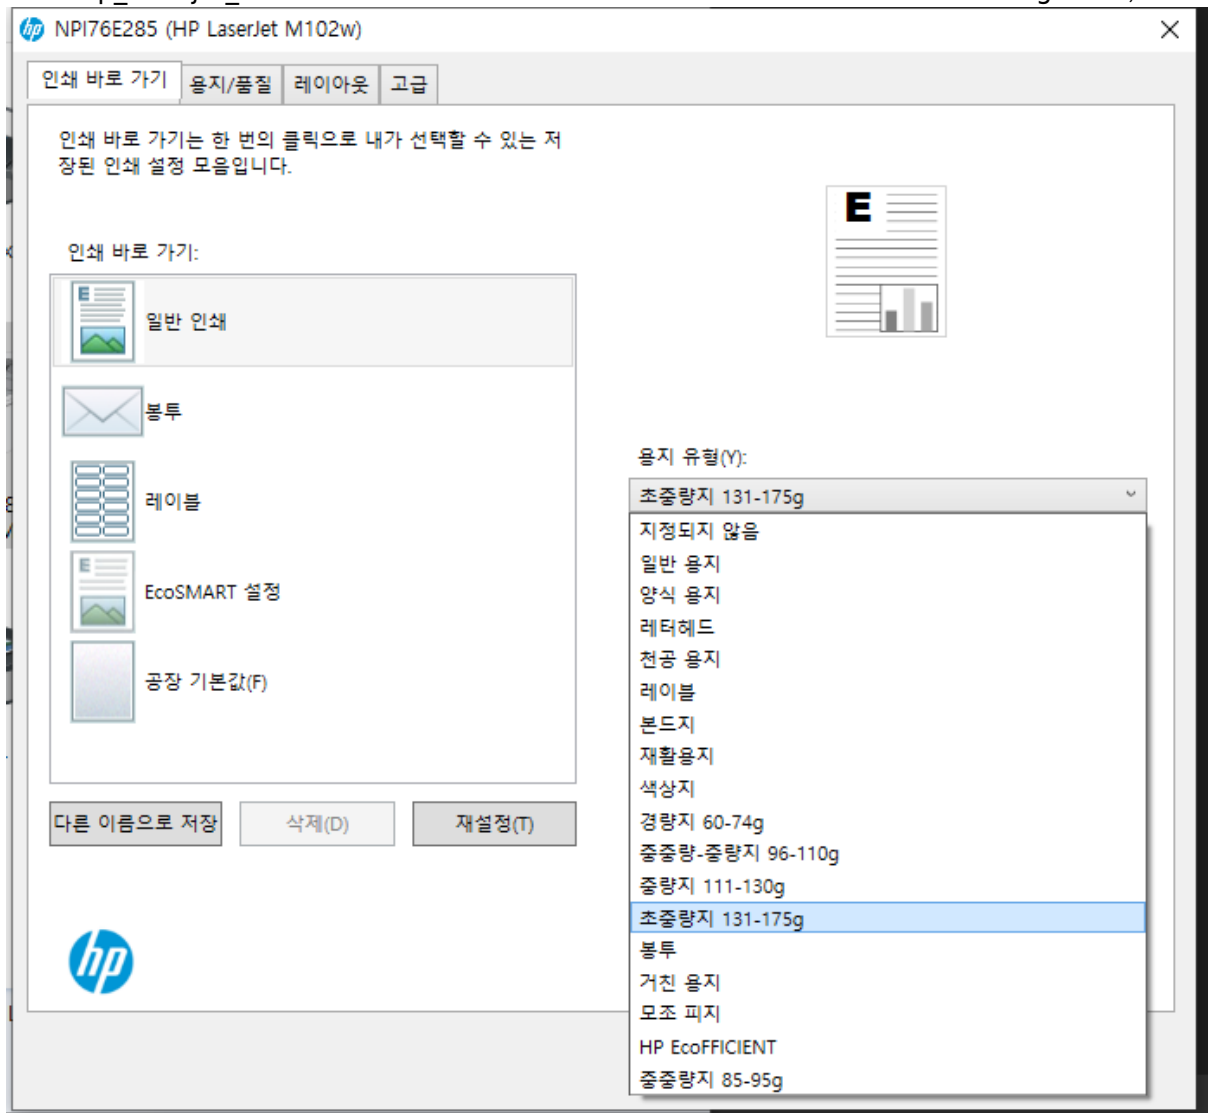 NPI76E285 (HP LaserJet M102w)
인쇄 바로 가기
용지/품질
레이아웃
고급
인쇄 바로 가기는 한 번의 클릭으로 내가 선택할 수 있는 저
장된 인쇄 설정 모음입니다.
E
인쇄 바로 가기:
E
일반 인쇄
봉투
레이블
E
EcoSMART 설정
공장 기본값(F)
다른 이름으로 저장
삭제(D)
재설정(T)
hp
용지 유형(Y):
초중량지 131-175g
지정되지 않음
일반 용지
양식 용지
레터헤드
천공 용지
레이블
본드지
재활용지
색상지
경량지 60-74g
중중량-중량지 96-110g
중량지 111-130g
초중량지 131-175g
봉투
거친 용지
모조 피지
HP EcoFFICIENT
중중량지 85-95g